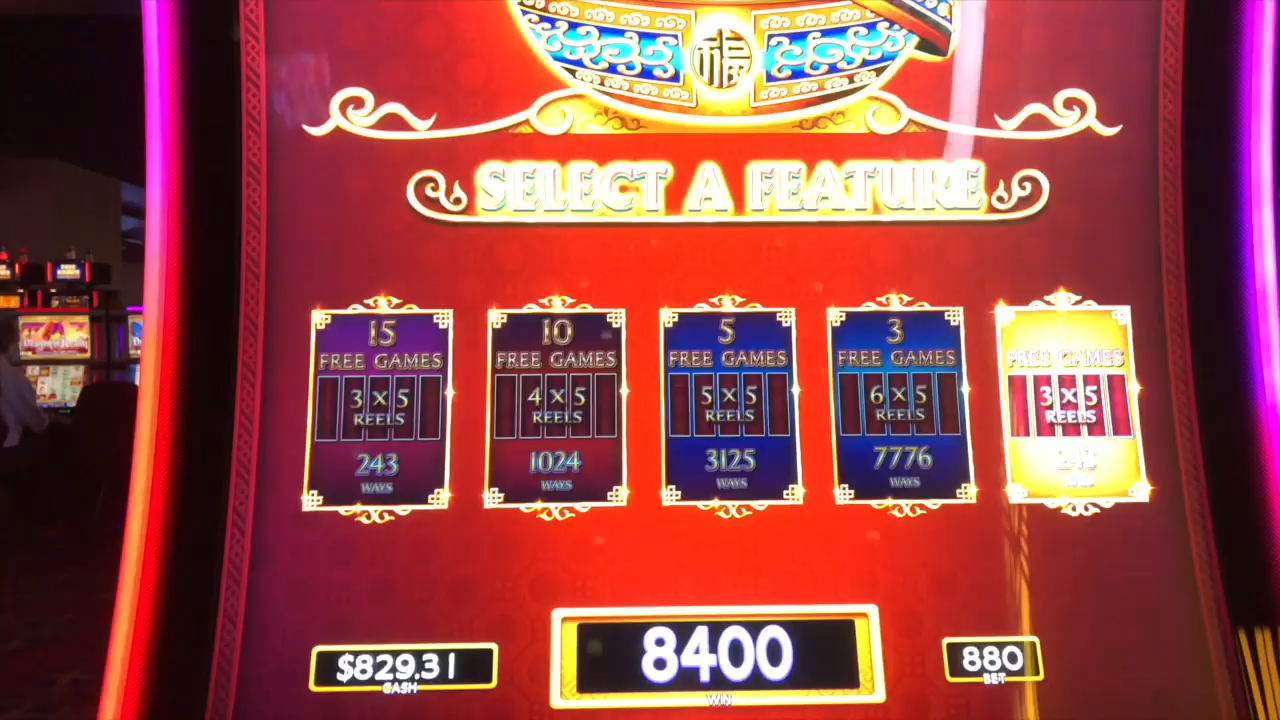 福
SELECT A FEATURE
15
FREE GAMES
3 X 5
REELS
243
WAYS
10
FREE GAMES
4 X 5
REELS
1024
WAYS
5
FREE GAMES
5 X 5
REELS
3125
WAYS
3
FREE GAMES
6 X 5
REELS
7776
WAYS
FREE GAMES
3 X 5
REELS
243
$829.31
CASH
8400
WIN
880
BET